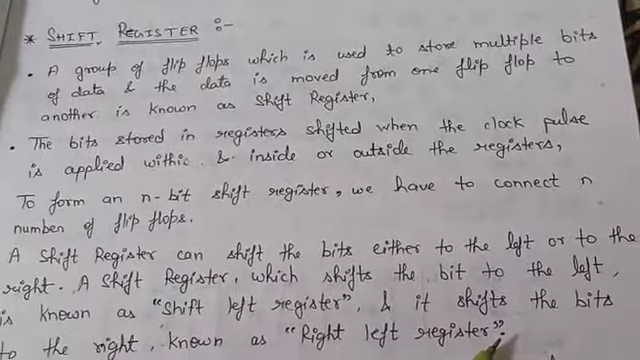 * SHIFT REGISTER :-
• A group of flip flops which is used to store multiple bits
of data & the data is moved from one flip flop to
another is known as Shift Register,
• The bits stored in registers shifted when the clock pulse
is applied within & inside or outside the registers,
To form an n-bit shift register, we have to connect n
number of flip flops.
A Shift Register can shift the bits either to the left or to the
right. A Shift Register, which shifts the bit to the left,
is known as "Shift left register", & it shifts the bits
to the right, known as "Right left register".